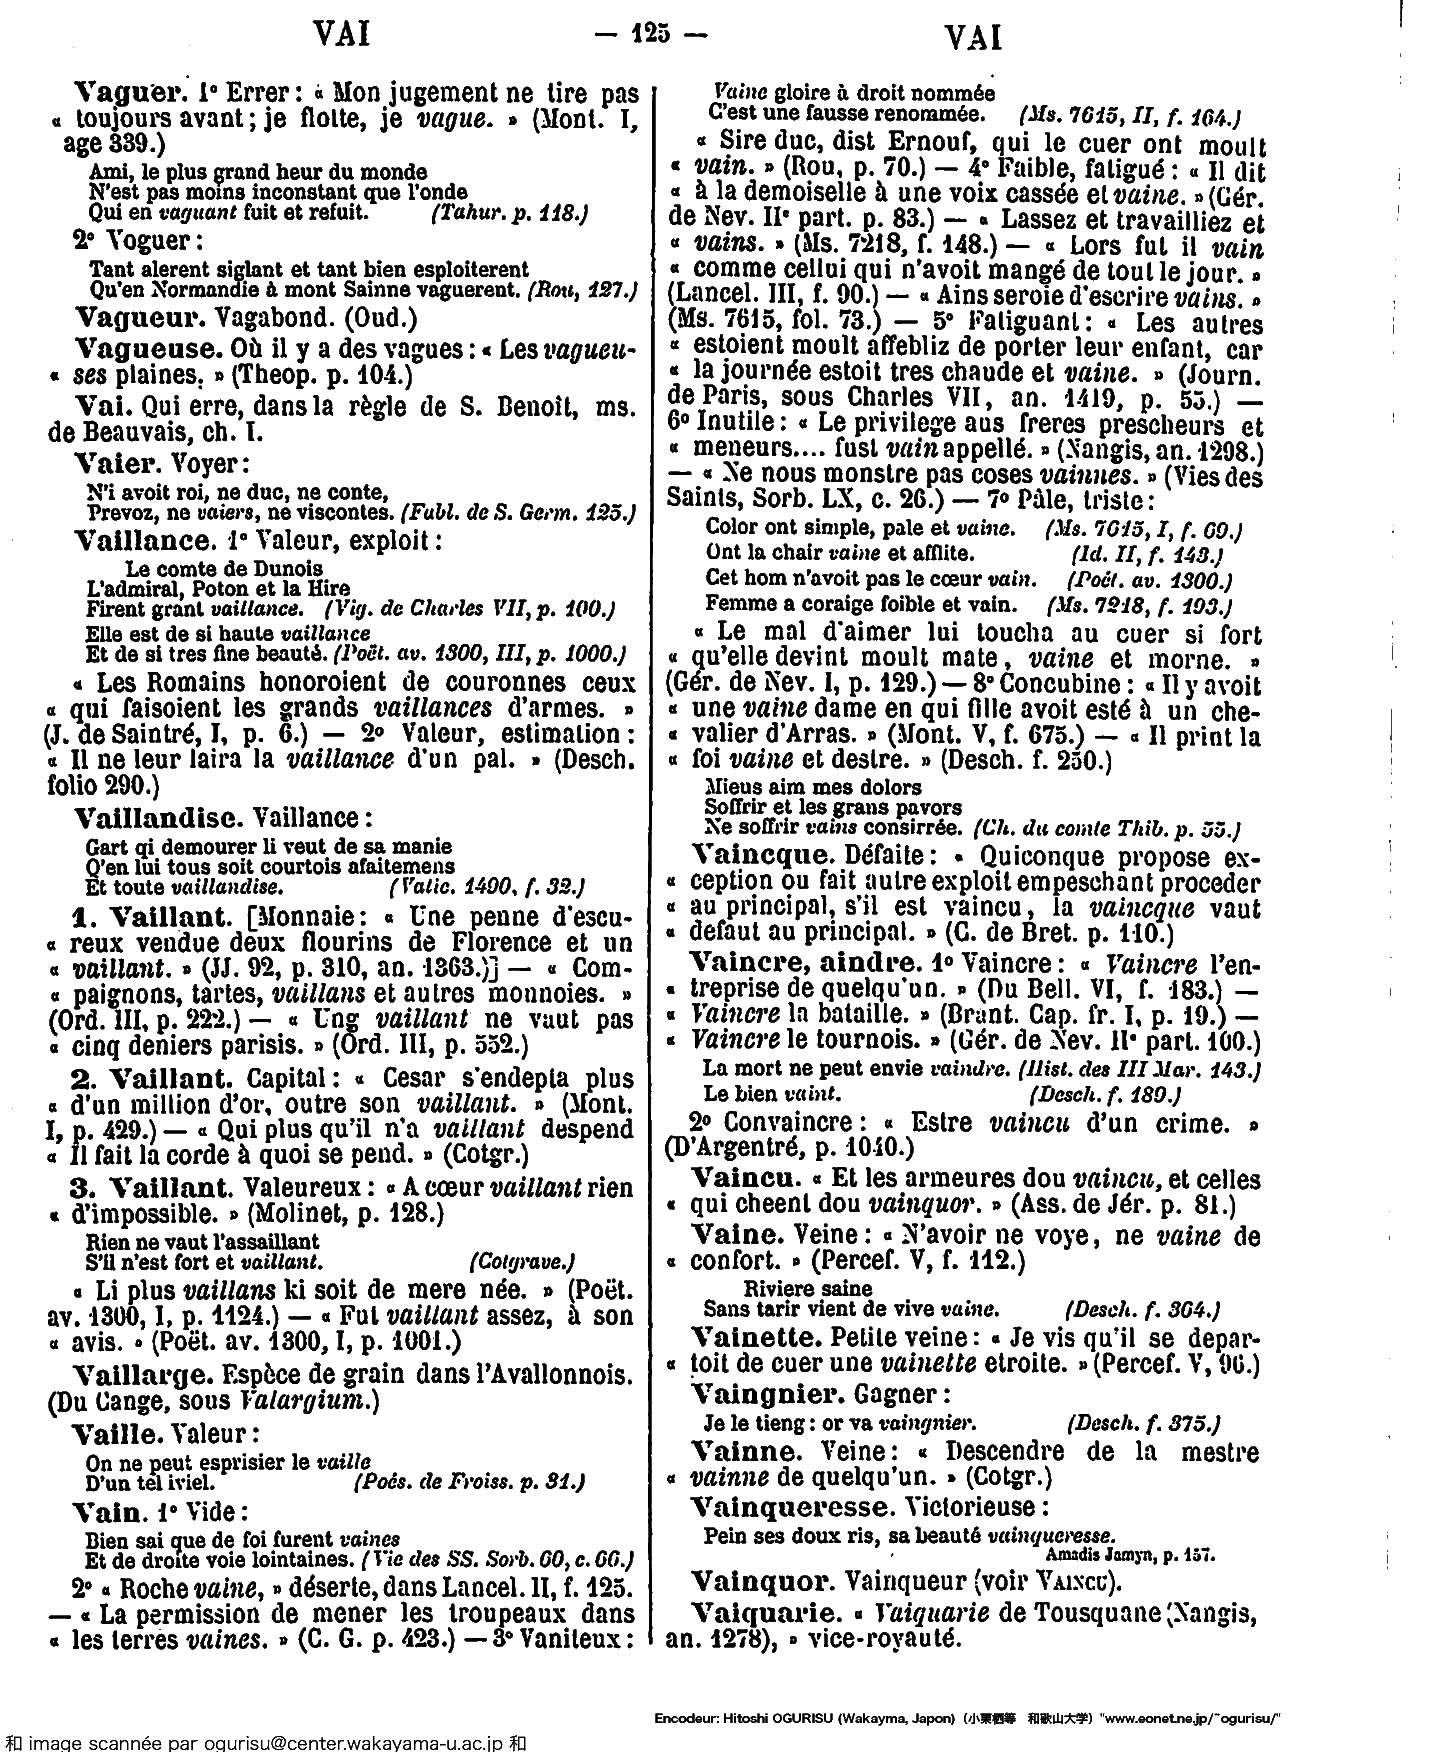 VAI — 125 — VAI
Vaguer. 1º Errer : « Mon jugement ne tire pas
« toujours avant ; je flotte, je vague. » (Mont. I,
age 339.)
Ami, le plus grand heur du monde
N'est pas moins inconstant que l'onde
Qui en vaguant fuit et refuit. (Tahur. p. 118.)
2º Voguer :
Tant alerent siglant et tant bien esploiterent
Qu'en Normandie à mont Sainne vaguerent. (Rou, 127.)
Vagueur. Vagabond. (Oud.)
Vagueuse. Où il y a des vagues : « Les vagueu-
« ses plaines. » (Theop. p. 104.)
Vai. Qui erre, dans la règle de S. Benoit, ms.
de Beauvais, ch. I.
Vaier. Voyer :
N'i avoit roi, ne duc, ne conte,
Prevoz, ne vaiers, ne viscontes. (Fabl. de S. Germ. 125.)
Vaillance. 1º Valeur, exploit :
Le comte de Dunois
L'admiral, Poton et la Hire
Firent grant vaillance. (Vig. de Charles VII, p. 100.)
Elle est de si haute vaillance
Et de si tres fine beauté. (Poët. av. 1300, III, p. 1000.)
« Les Romains honoroient de couronnes ceux
« qui faisoient les grands vaillances d'armes. »
(J. de Saintré, I, p. 6.) — 2º Valeur, estimation :
« Il ne leur laira la vaillance d'un pal. » (Desch.
folio 290.)
Vaillandise. Vaillance :
Gart qi demourer li veut de sa manie
Q'en lui tous soit courtois afaitemens
Et toute vaillandise. (Vatic. 1490, f. 32.)
1. Vaillant. [Monnaie : « Une penne d'escu-
« reux vendue deux flourins de Florence et un
« vaillant. » (JJ. 92, p. 310, an. 1363.)] — « Com-
« paignons, tartes, vaillans et autres monnoies. »
(Ord. III, p. 222.) — « Ung vaillant ne vaut pas
« cinq deniers parisis. » (Ord. III, p. 552.)
2. Vaillant. Capital : « Cesar s'endepta plus
« d'un million d'or, outre son vaillant. » (Mont.
I, p. 429.) — « Qui plus qu'il n'a vaillant despend
« Il fait la corde à quoi se pend. » (Cotgr.)
3. Vaillant. Valeureux : « A cœur vaillant rien
« d'impossible. » (Molinet, p. 128.)
Rien ne vaut l'assaillant
S'il n'est fort et vaillant. (Cotgrave.)
« Li plus vaillans ki soit de mere née. » (Poët.
av. 1300, I, p. 1124.) — « Fut vaillant assez, à son
« avis. » (Poët. av. 1300, I, p. 1001.)
Vaillarge. Espèce de grain dans l'Avallonnois.
(Du Cange, sous Valargium.)
Vaille. Valeur :
On ne peut esprisier le vaille
D'un tel iriel. (Poés. de Froiss. p. 31.)
Vain. 1º Vide :
Bien sai que de foi furent vaines
Et de droite voie lointaines. (Vie des SS. Sorb. 60, c. 66.)
2º « Roche vaine, » déserte, dans Lancel. II, f. 125.
— « La permission de mener les troupeaux dans
« les terres vaines. » (C. G. p. 423.) — 3º Vaniteux :
Vaine gloire à droit nommée
C'est une fausse renommée. (Ms. 7615, II, f. 164.)
« Sire duc, dist Ernouf, qui le cuer ont moult
« vain. » (Rou, p. 70.) — 4º Faible, fatigué : « Il dit
« à la demoiselle à une voix cassée et vaine. » (Gér.
de Nev. IIe part. p. 83.) — « Lassez et travailliez et
« vains. » (Ms. 7218, f. 148.) — « Lors fut il vain
« comme cellui qui n'avoit mangé de tout le jour. »
(Lancel. III, f. 90.) — « Ains seroie d'escrire vains. »
(Ms. 7615, fol. 73.) — 5º Fatiguant : « Les autres
« estoient moult affebliz de porter leur enfant, car
« la journée estoit tres chaude et vaine. » (Journ.
de Paris, sous Charles VII, an. 1419, p. 55.) —
6º Inutile : « Le privilege aus freres prescheurs et
« meneurs.... fust vain appellé. » (Nangis, an. 1298.)
— « Ne nous monstre pas coses vainnes. » (Vies des
Saints, Sorb. LX, c. 26.) — 7º Pâle, triste :
Color ont simple, pale et vaine. (Ms. 7615, I, f. 69.)
Ont la chair vaine et afflite. (Id. II, f. 143.)
Cet hom n'avoit pas le cœur vain. (Poët. av. 1300.)
Femme a coraige foible et vain. (Ms. 7218, f. 193.)
« Le mal d'aimer lui toucha au cuer si fort
« qu'elle devint moult mate, vaine et morne. »
(Gér. de Nev. I, p. 129.) — 8º Concubine : « Il y avoit
« une vaine dame en qui fille avoit esté à un che-
« valier d'Arras. » (Mont. V, f. 675.) — « Il print la
« foi vaine et destre. » (Desch. f. 250.)
Mieus aim mes dolors
Soffrir et les grans pavors
Ne soffrir vains consirrée. (Ch. du comte Thib. p. 55.)
Vaincque. Défaite : « Quiconque propose ex-
« ception ou fait autre exploit empeschant proceder
« au principal, s'il est vaincu, la vaincque vaut
« defaut au principal. » (C. de Bret. p. 110.)
Vaincre, aindre. 1º Vaincre : « Vaincre l'en-
« treprise de quelqu'un. » (Du Bell. VI, f. 183.) —
« Vaincre la bataille. » (Brant. Cap. fr. I, p. 19.) —
« Vaincre le tournois. » (Gér. de Nev. IIe part. 100.)
La mort ne peut envie vaindre. (Hist. des III Mar. 143.)
Le bien vaint. (Desch. f. 189.)
2º Convaincre : « Estre vaincu d'un crime. »
(D'Argentré, p. 1040.)
Vaincu. « Et les armeures dou vaincu, et celles
« qui cheent dou vainquor. » (Ass. de Jér. p. 81.)
Vaine. Veine : « N'avoir ne voye, ne vaine de
« confort. » (Percef. V, f. 112.)
Riviere saine
Sans tarir vient de vive vaine. (Desch. f. 364.)
Vainette. Petite veine : « Je vis qu'il se depar-
« toit de cuer une vainette etroite. » (Percef. V, 96.)
Vaingnier. Gagner :
Je le tieng : or va vaingnier. (Desch. f. 375.)
Vainne. Veine : « Descendre de la mestre
« vainne de quelqu'un. » (Cotgr.)
Vainqueresse. Victorieuse :
Pein ses doux ris, sa beauté vainqueresse.
Amadis Jamyn, p. 157.
Vainquor. Vainqueur (voir VAINCU).
Vaiquarie. « Vaiquarie de Tousquane (Nangis,
an. 1278), » vice-royauté.
Encodeur: Hitoshi OGURISU (Wakayma, Japon) (小栗栖等 和歌山大学) "www.eonet.ne.jp/~ogurisu/"
和 image scannée par ogurisu@center.wakayama-u.ac.jp 和